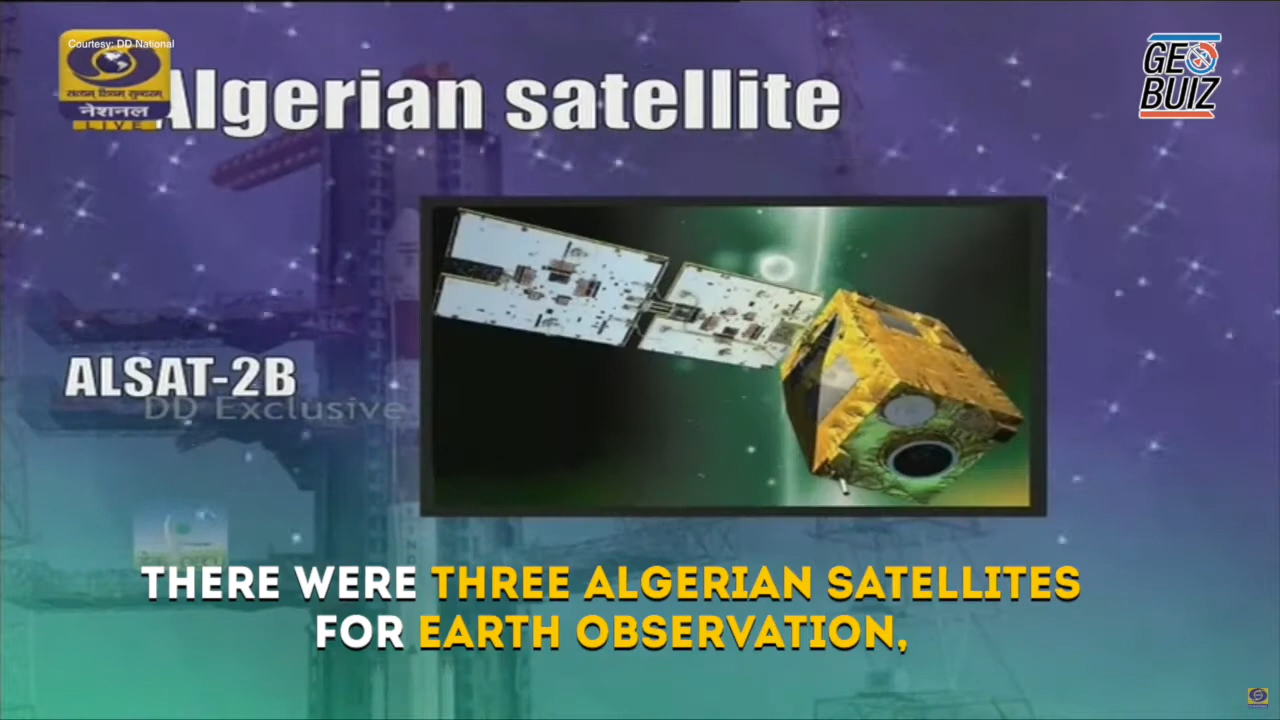 Courtesy: DD National
सत्यम् शिवम् सुन्दरम्
नेशनल
LIVE
Algerian satellite
GEO
BUIZ
ALSAT-2B
DD Exclusive
THERE WERE THREE ALGERIAN SATELLITES
FOR EARTH OBSERVATION,